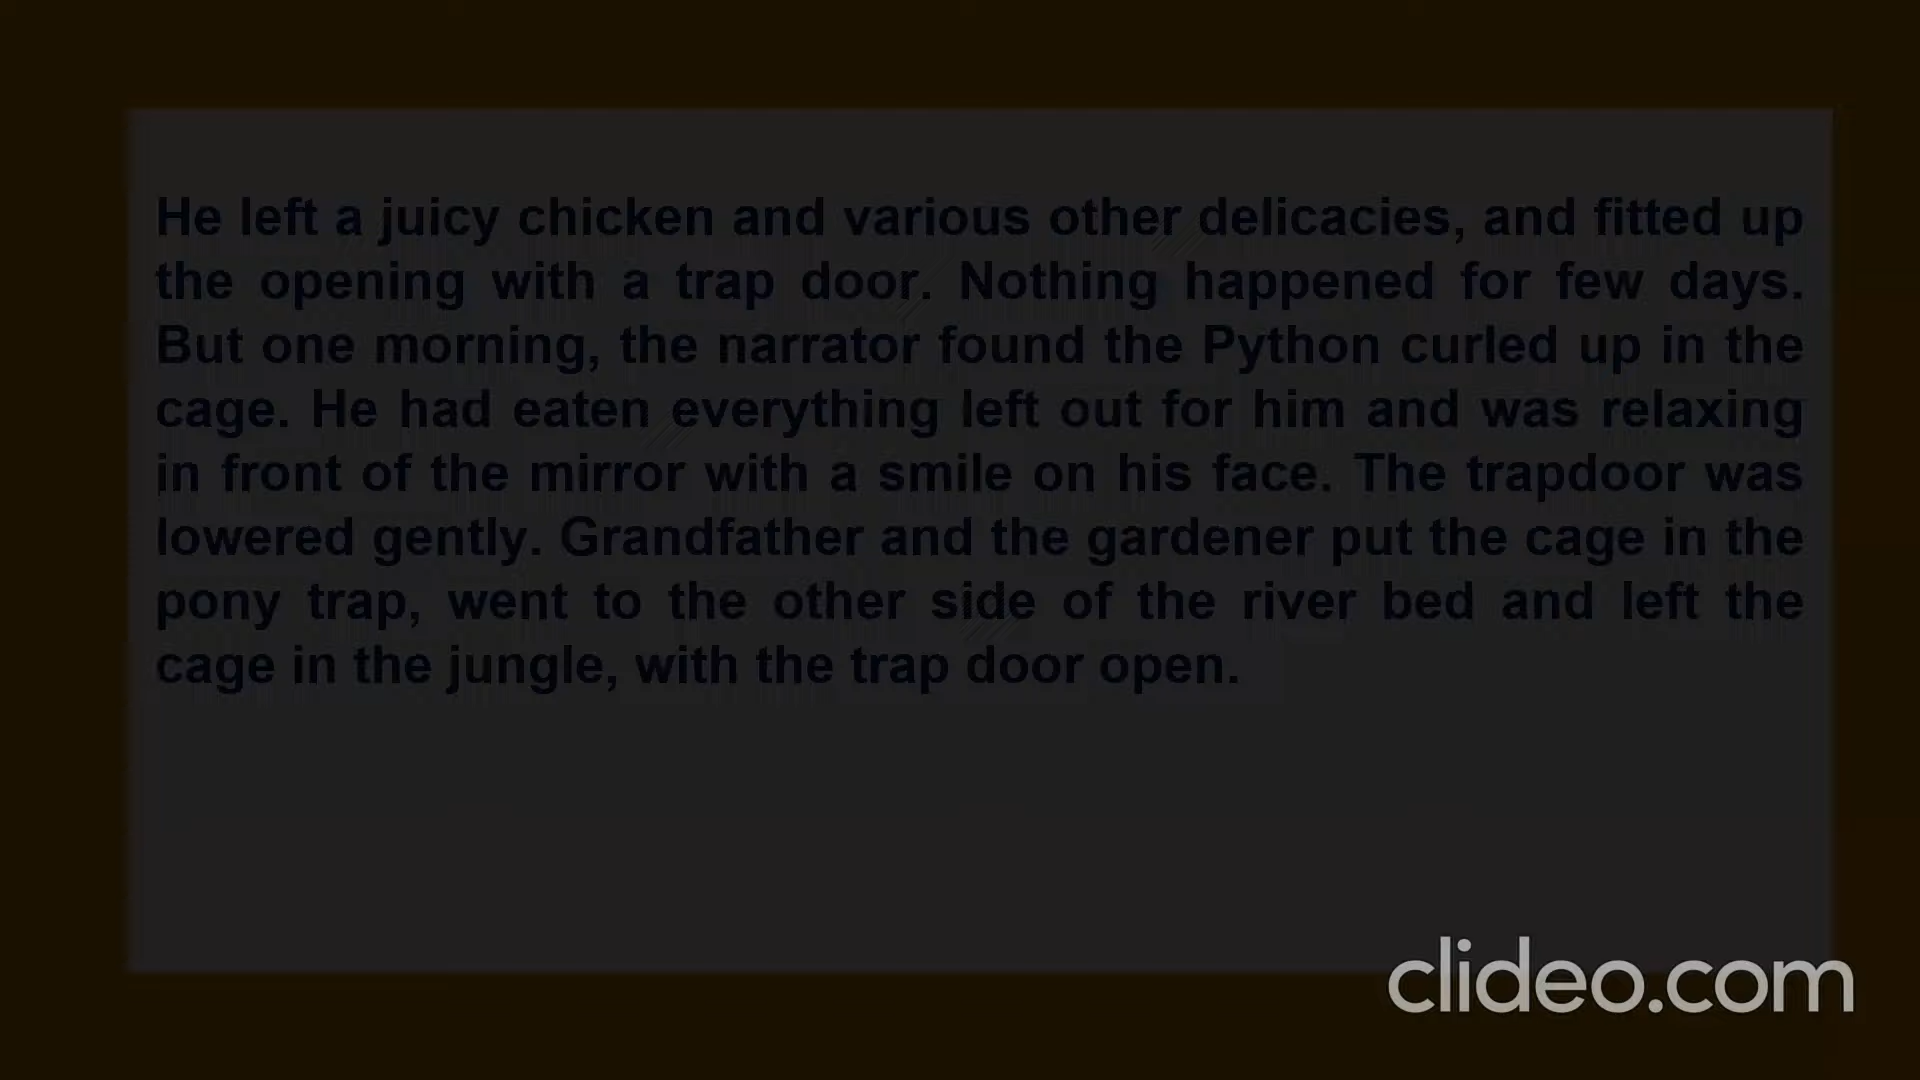 He left a juicy chicken and various other delicacies, and fitted up
the opening with a trap door. Nothing happened for few days.
But one morning, the narrator found the Python curled up in the
cage. He had eaten everything left out for him and was relaxing
in front of the mirror with a smile on his face. The trapdoor was
lowered gently. Grandfather and the gardener put the cage in the
pony trap, went to the other side of the river bed and left the
cage in the jungle, with the trap door open.
clideo.com